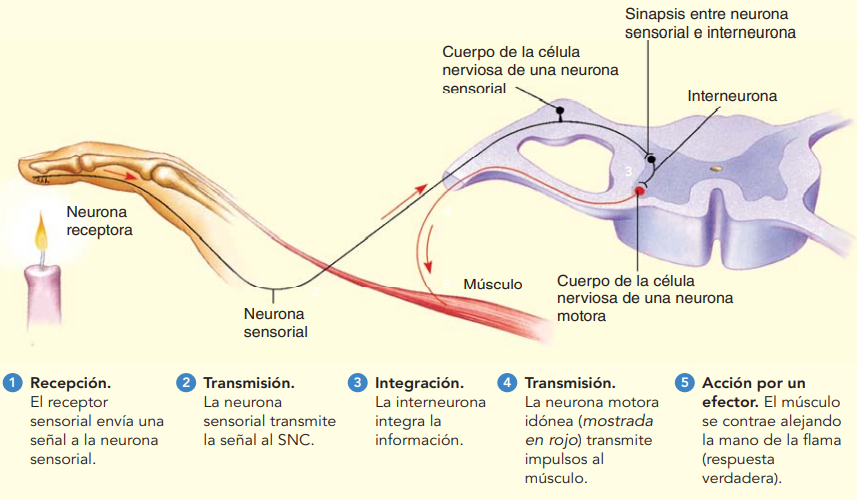 Sinapsis entre neurona
sensorial e interneurona
Cuerpo de la célula
nerviosa de una neurona
sensorial
Interneurona
3
Neurona
receptora
Músculo
Cuerpo de la célula
nerviosa de una neurona
motora
Neurona
sensorial
1 Recepción.
El receptor
sensorial envía una
señal a la neurona
sensorial.
2 Transmisión.
La neurona
sensorial transmite
la señal al SNC.
3 Integración.
La interneurona
integra la
información.
4 Transmisión.
La neurona motora
idónea (mostrada
en rojo) transmite
impulsos al
músculo.
5 Acción por un
efector. El músculo
se contrae alejando
la mano de la flama
(respuesta
verdadera).